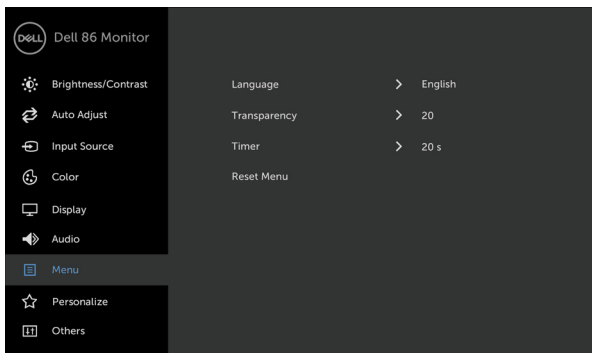 DELL Dell 86 Monitor
Brightness/Contrast
Auto Adjust
Input Source
Color
Display
Audio
Menu
Personalize
Others
Language > English
Transparency > 20
Timer > 20 s
Reset Menu